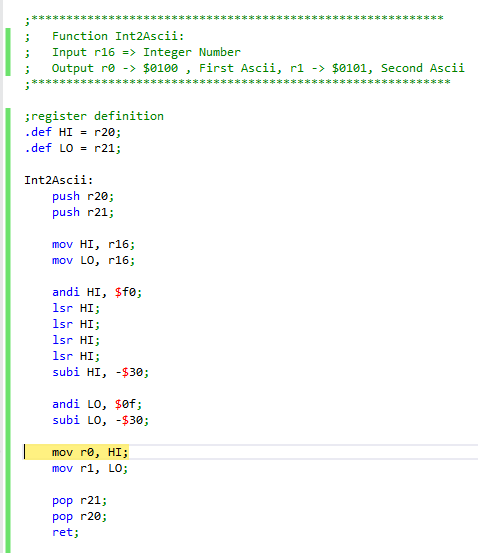 ;***********************************************************
;   Function Int2Ascii:
;   Input r16 => Integer Number
;   Output r0 -> $0100 , First Ascii, r1 -> $0101, Second Ascii
;************************************************************
;register definition
.def HI = r20;
.def LO = r21;
Int2Ascii:
    push r20;
    push r21;
    mov HI, r16;
    mov LO, r16;
    andi HI, $f0;
    lsr HI;
    lsr HI;
    lsr HI;
    lsr HI;
    subi HI, -$30;
    andi LO, $0f;
    subi LO, -$30;
    mov r0, HI;
    mov r1, LO;
    pop r21;
    pop r20;
    ret;